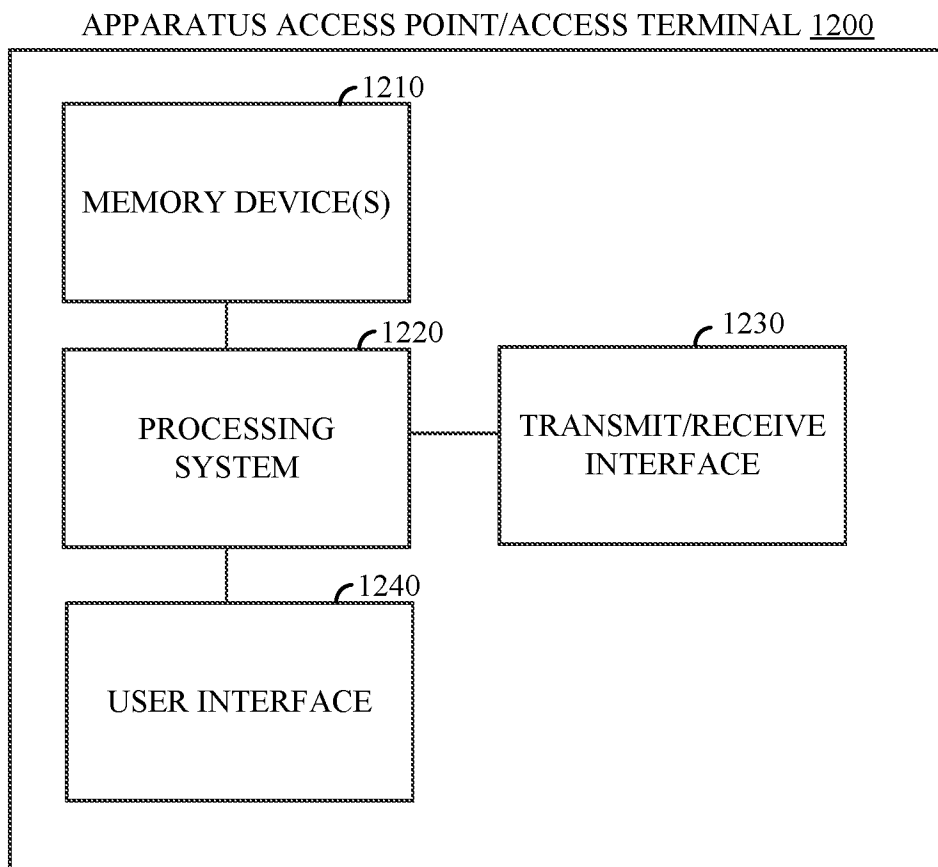 APPARATUS ACCESS POINT/ACCESS TERMINAL 1200
1210
MEMORY DEVICE(S)
1220
PROCESSING
SYSTEM
1230
TRANSMIT/RECEIVE
INTERFACE
1240
USER INTERFACE